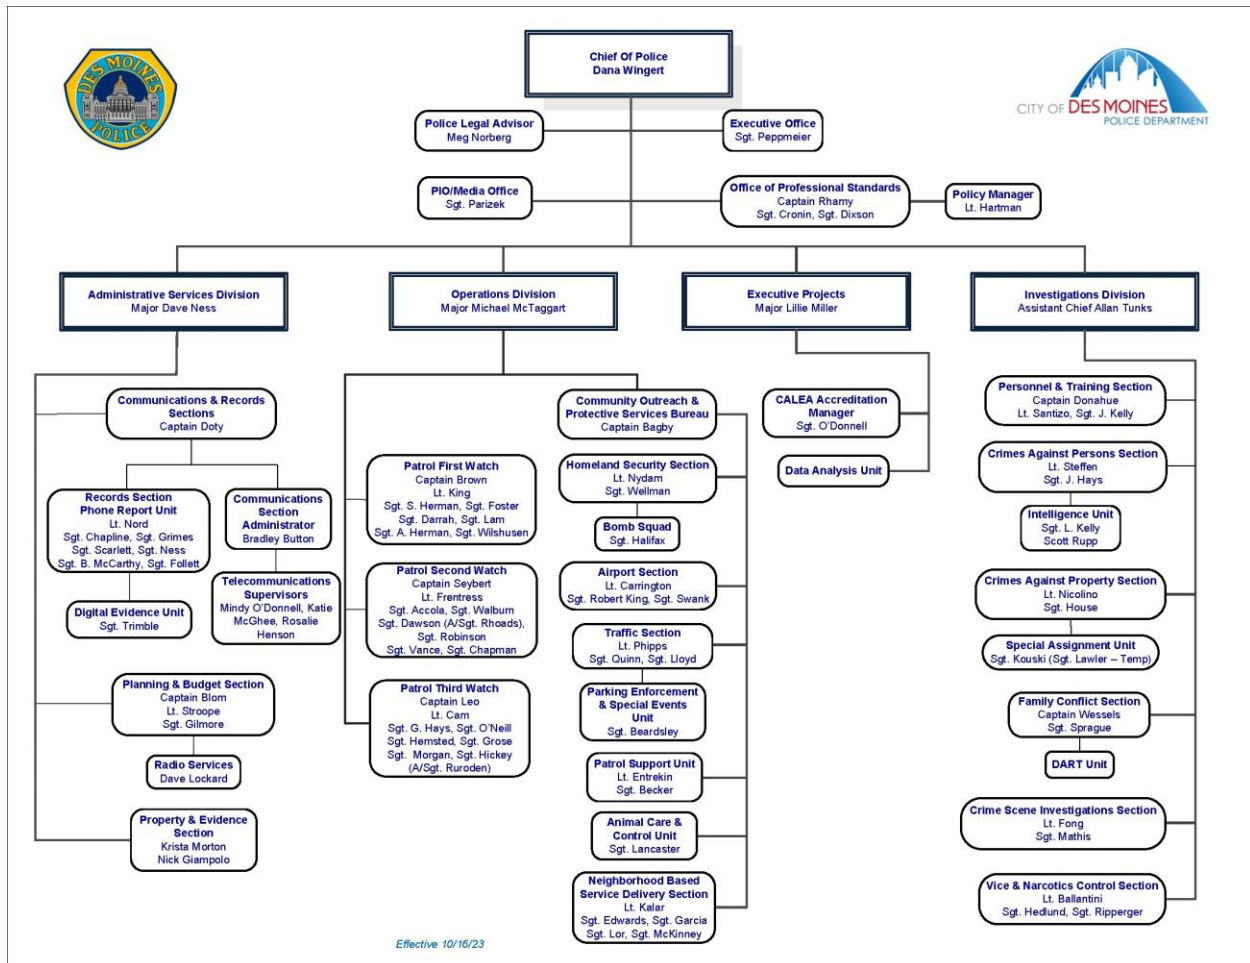 DES MOINES
POLICE
Chief Of Police
Dana Wingert
CITY OF DES MOINES
POLICE DEPARTMENT
Police Legal Advisor
Meg Norberg
Executive Office
Sgt. Peppmeier
PIO/Media Office
Sgt. Parizek
Office of Professional Standards
Captain Rhamy
Sgt. Cronin, Sgt. Dixson
Policy Manager
Lt. Hartman
Administrative Services Division
Major Dave Ness
Operations Division
Major Michael McTaggart
Executive Projects
Major Lillie Miller
Investigations Division
Assistant Chief Allan Tunks
Communications & Records
Sections
Captain Doty
Records Section
Phone Report Unit
Lt. Nord
Sgt. Chapline, Sgt. Grimes
Sgt. Scarlett, Sgt. Ness
Sgt. B. McCarthy, Sgt. Follett
Digital Evidence Unit
Sgt. Trimble
Communications
Section
Administrator
Bradley Button
Telecommunications
Supervisors
Mindy O'Donnell, Katie
McGhee, Rosalie
Henson
Planning & Budget Section
Captain Blom
Lt. Stroope
Sgt. Gilmore
Radio Services
Dave Lockard
Property & Evidence
Section
Krista Morton
Nick Giampolo
Patrol First Watch
Captain Brown
Lt. King
Sgt. S. Herman, Sgt. Foster
Sgt. Darrah, Sgt. Lam
Sgt. A. Herman, Sgt. Wilshusen
Patrol Second Watch
Captain Seybert
Lt. Frentress
Sgt. Accola, Sgt. Walburn
Sgt. Dawson (A/Sgt. Rhoads),
Sgt. Robinson
Sgt. Vance, Sgt. Chapman
Patrol Third Watch
Captain Leo
Lt. Cam
Sgt. G. Hays, Sgt. O'Neill
Sgt. Hemsted, Sgt. Grose
Sgt. Morgan, Sgt. Hickey
(A/Sgt. Ruroden)
Community Outreach &
Protective Services Bureau
Captain Bagby
Homeland Security Section
Lt. Nydam
Sgt. Wellman
Bomb Squad
Sgt. Halifax
Airport Section
Lt. Carrington
Sgt. Robert King, Sgt. Swank
Traffic Section
Lt. Phipps
Sgt. Quinn, Sgt. Lloyd
Parking Enforcement
& Special Events
Unit
Sgt. Beardsley
Patrol Support Unit
Lt. Entrekin
Sgt. Becker
Animal Care &
Control Unit
Sgt. Lancaster
Neighborhood Based
Service Delivery Section
Lt. Kalar
Sgt. Edwards, Sgt. Garcia
Sgt. Lor, Sgt. McKinney
CALEA Accreditation
Manager
Sgt. O'Donnell
Data Analysis Unit
Personnel & Training Section
Captain Donahue
Lt. Santizo, Sgt. J. Kelly
Crimes Against Persons Section
Lt. Steffen
Sgt. J. Hays
Intelligence Unit
Sgt. L. Kelly
Scott Rupp
Crimes Against Property Section
Lt. Nicolino
Sgt. House
Special Assignment Unit
Sgt. Kouski (Sgt. Lawler – Temp)
Family Conflict Section
Captain Wessels
Sgt. Sprague
DART Unit
Crime Scene Investigations Section
Lt. Fong
Sgt. Mathis
Vice & Narcotics Control Section
Lt. Ballantini
Sgt. Hedlund, Sgt. Ripperger
Effective 10/16/23